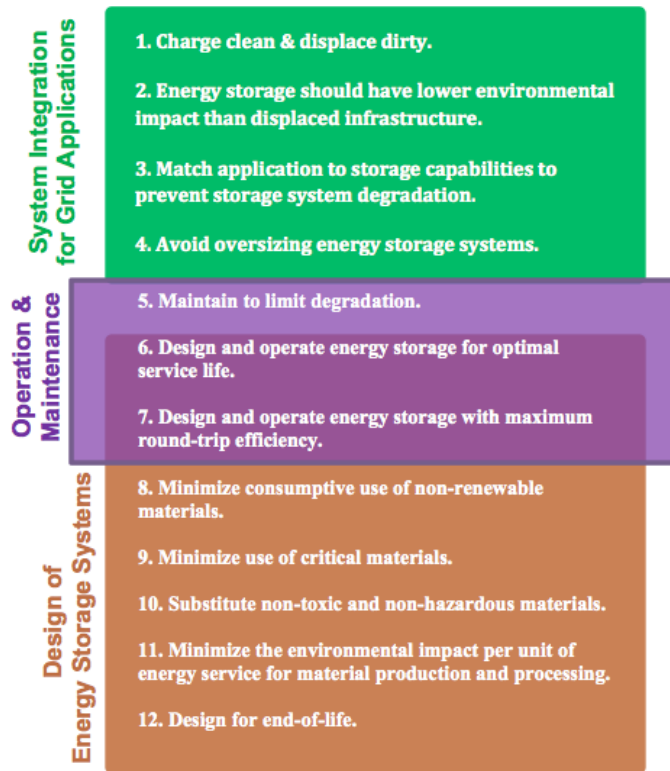 System Integration
for Grid Applications
1. Charge clean & displace dirty.
2. Energy storage should have lower environmental
impact than displaced infrastructure.
3. Match application to storage capabilities to
prevent storage system degradation.
4. Avoid oversizing energy storage systems.
Operation &
Maintenance
5. Maintain to limit degradation.
6. Design and operate energy storage for optimal
service life.
7. Design and operate energy storage with maximum
round-trip efficiency.
Design of
Energy Storage Systems
8. Minimize consumptive use of non-renewable
materials.
9. Minimize use of critical materials.
10. Substitute non-toxic and non-hazardous materials.
11. Minimize the environmental impact per unit of
energy service for material production and processing.
12. Design for end-of-life.